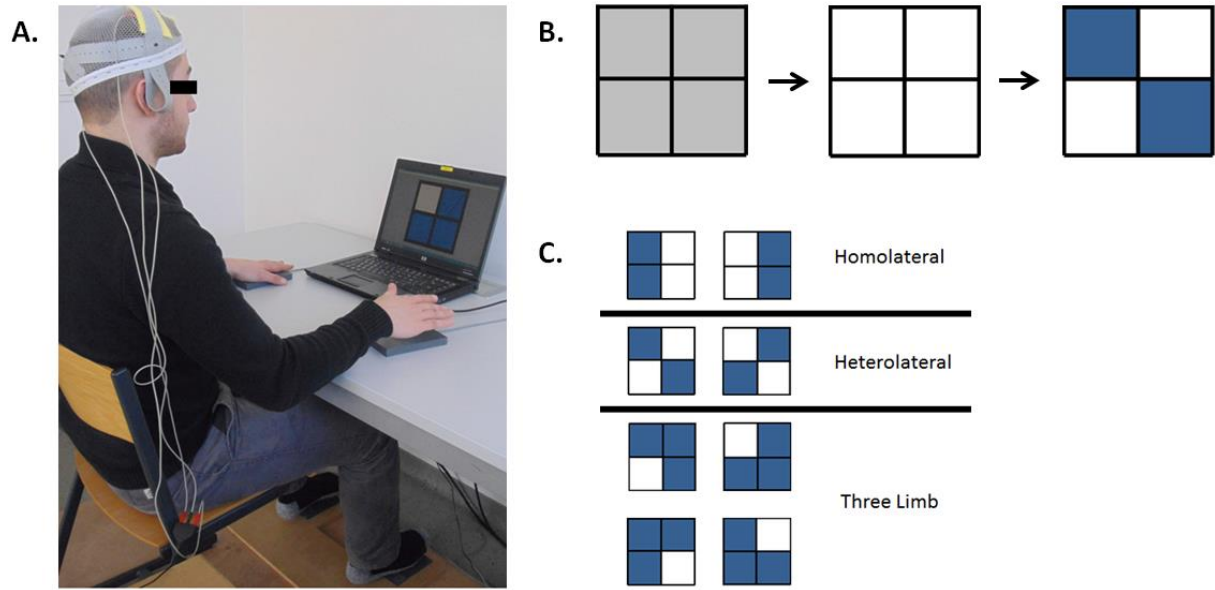 A.
B.
C.
Homolateral
Heterolateral
Three Limb